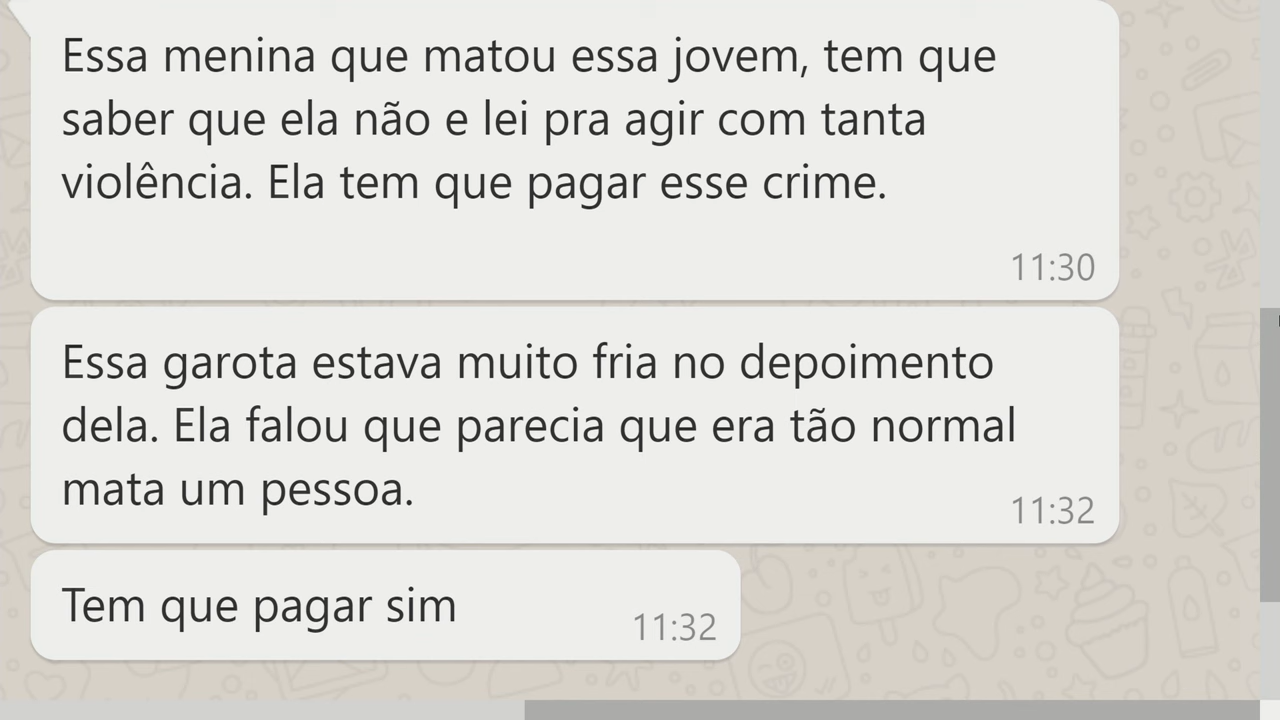 Essa menina que matou essa jovem, tem que
saber que ela não e lei pra agir com tanta
violência. Ela tem que pagar esse crime.
11:30
Essa garota estava muito fria no depoimento
dela. Ela falou que parecia que era tão normal
mata um pessoa.
11:32
Tem que pagar sim
11:32